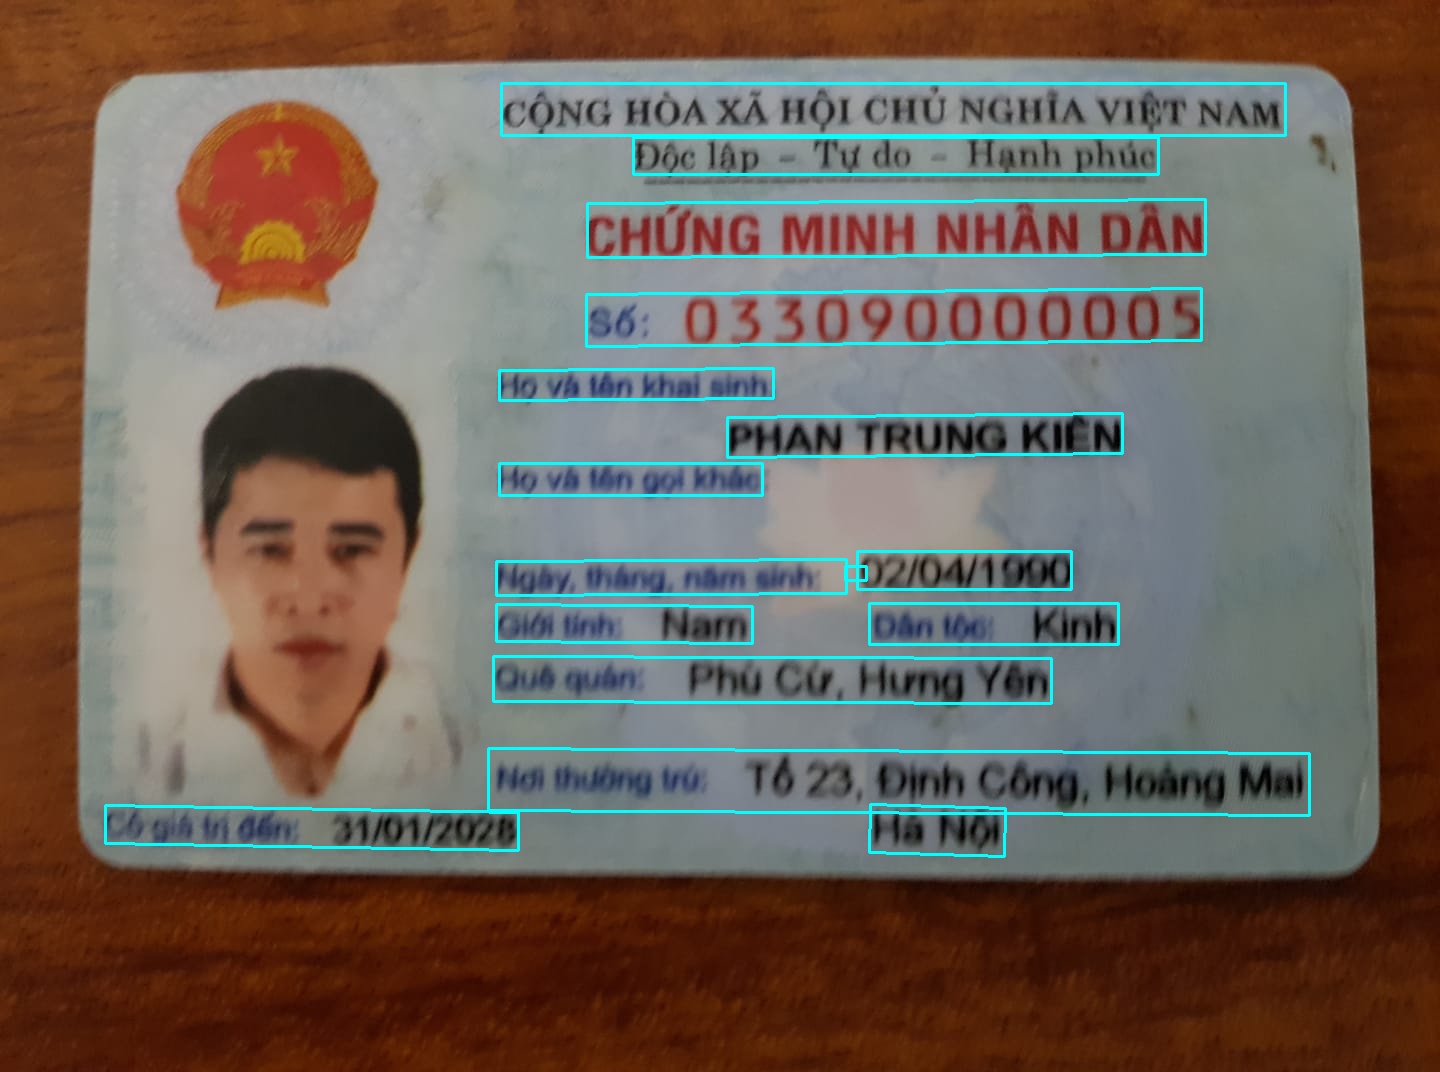 CỘNG HÒA XÃ HỘI CHỦ NGHĨA VIỆT NAM
Độc lập – Tự do – Hạnh phúc
CHỨNG MINH NHÂN DÂN
Số: 033090000005
Họ và tên khai sinh
PHAN TRUNG KIÊN
Họ và tên gọi khác
Ngày, tháng, năm sinh: 02/04/1990
Giới tính: Nam Dân tộc: Kinh
Quê quán: Phù Cừ, Hưng Yên
Nơi thường trú: Tổ 23, Định Công, Hoàng Mai
Có giá trị đến: 31/01/2028 Hà Nội